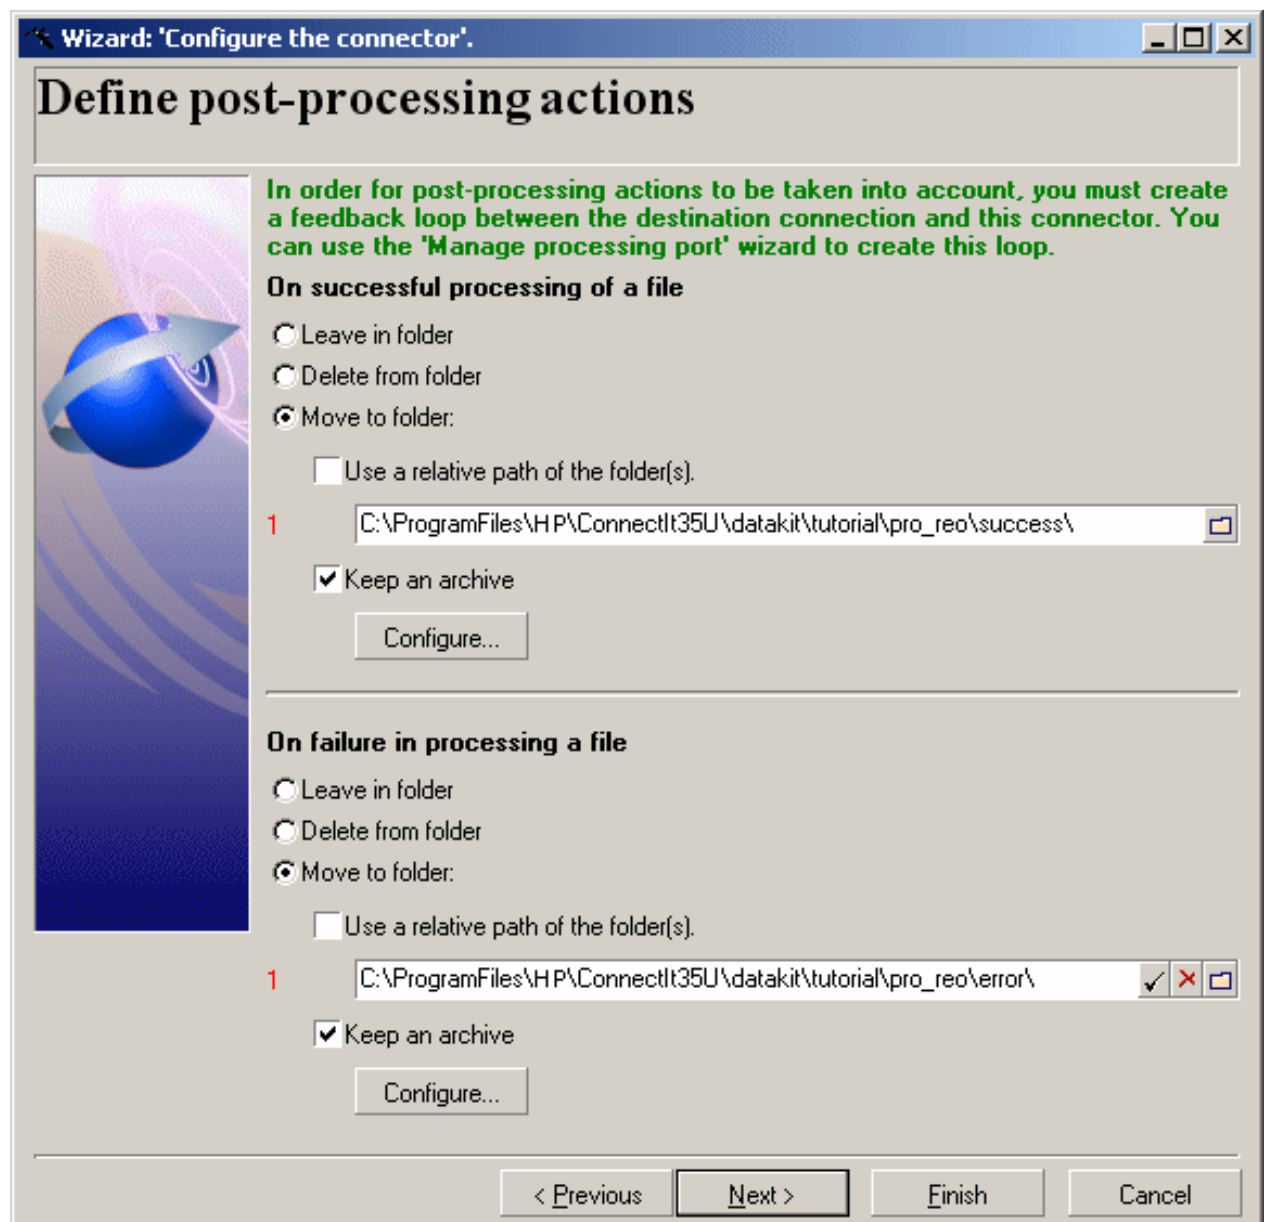 Wizard: 'Configure the connector'.
Define post-processing actions
In order for post-processing actions to be taken into account, you must create
a feedback loop between the destination connection and this connector. You
can use the 'Manage processing port' wizard to create this loop.
On successful processing of a file
Leave in folder
Delete from folder
Move to folder:
Use a relative path of the folder(s).
1 C:\ProgramFiles\HP\ConnectIt35U\datakit\tutorial\pro_reo\success\
Keep an archive
Configure...
On failure in processing a file
Leave in folder
Delete from folder
Move to folder:
Use a relative path of the folder(s).
1 C:\ProgramFiles\HP\ConnectIt35U\datakit\tutorial\pro_reo\error\
Keep an archive
Configure...
< Previous Next > Finish Cancel